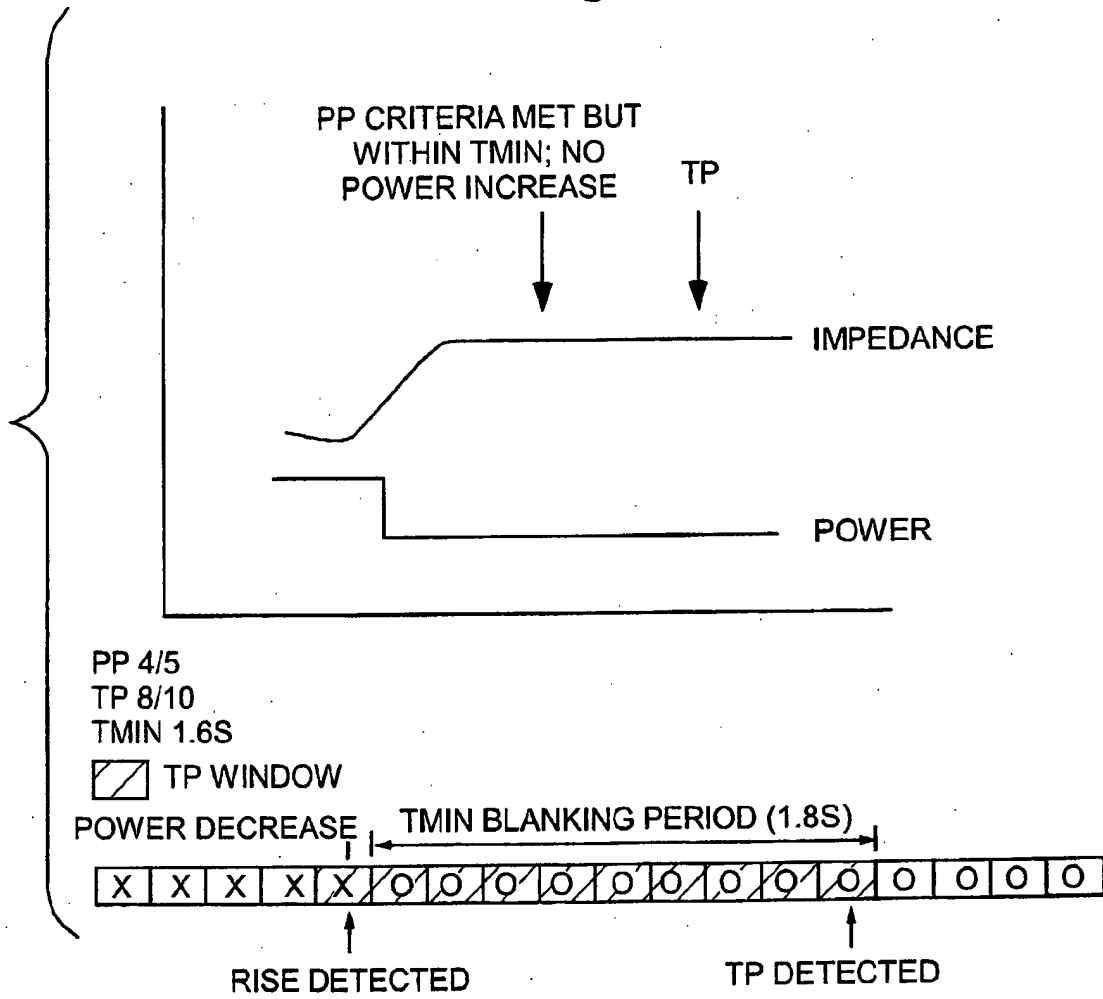 PP CRITERIA MET BUT
WITHIN TMIN; NO
POWER INCREASE
TP
IMPEDANCE
POWER
PP 4/5
TP 8/10
TMIN 1.6S
TP WINDOW
POWER DECREASE
TMIN BLANKING PERIOD (1.8S)
X X X X X O O O O O O O O O O O O O
RISE DETECTED
TP DETECTED